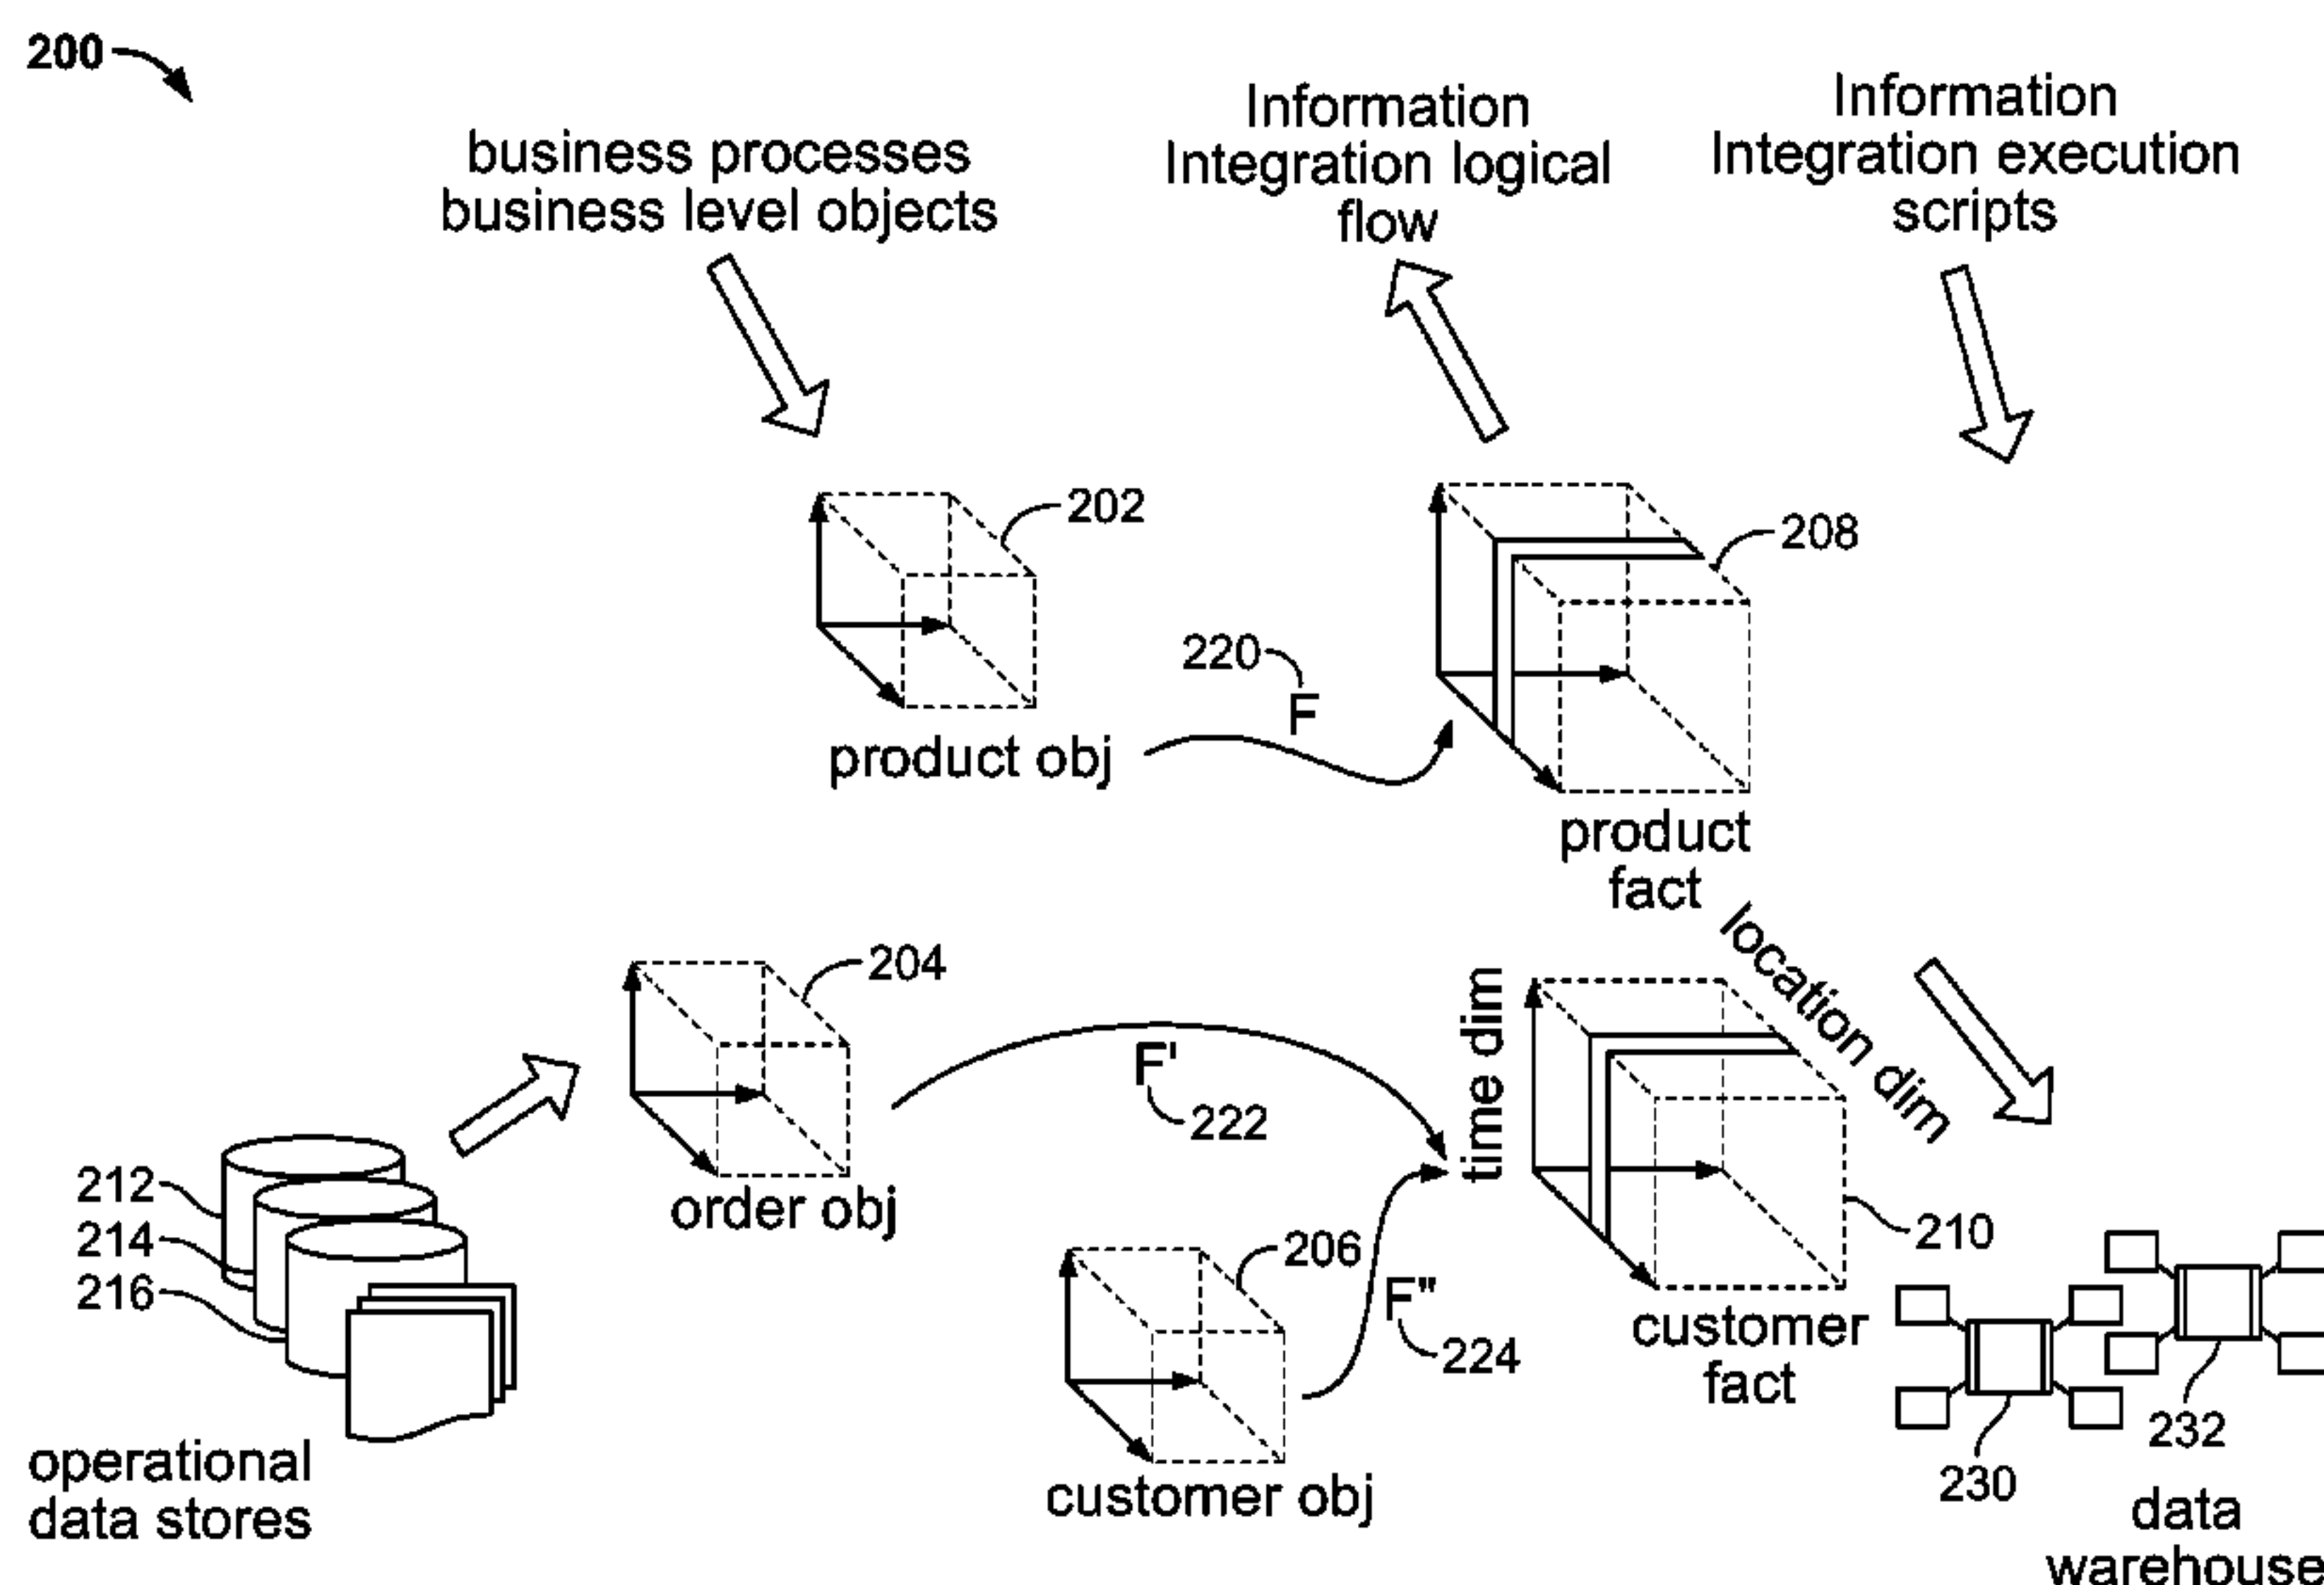 200
business processes
business level objects
Information
Integration logical
flow
Information
Integration execution
scripts
202
208
220
F
product obj
product
fact
204
location dim
time dim
F'
222
212
214
216
order obj
206
210
F"
224
customer
fact
232
230
operational
data stores
customer obj
data
warehouse